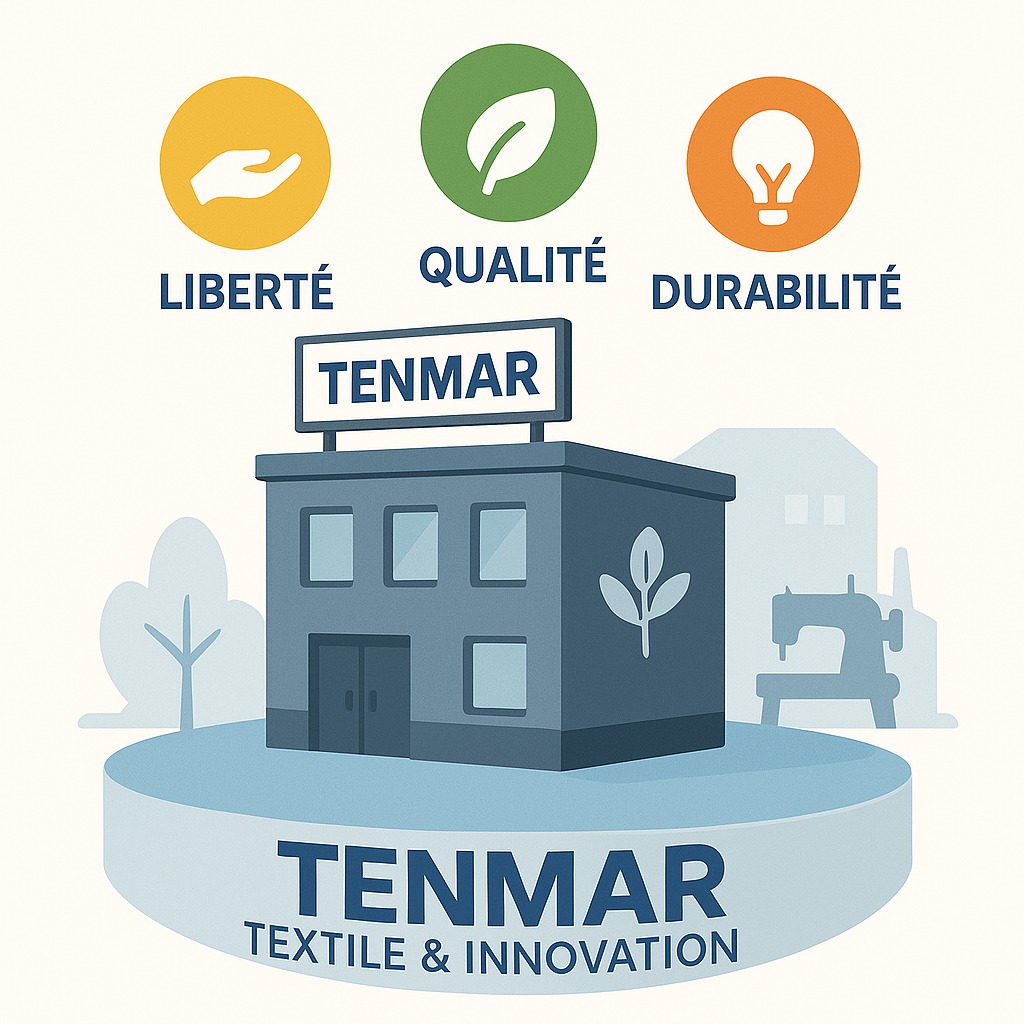 LIBERTÉ
QUALITÉ
DURABILITÉ
TENMAR
TENMAR
TEXTILE & INNOVATION